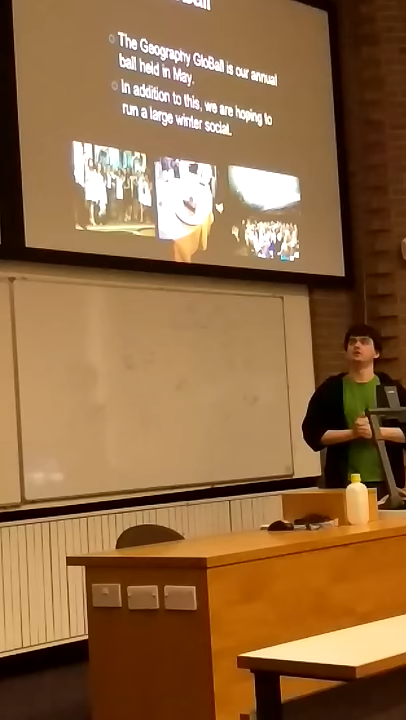 The Geography GloBall is our annual
ball held in May.
In addition to this, we are hoping to
run a large winter social.